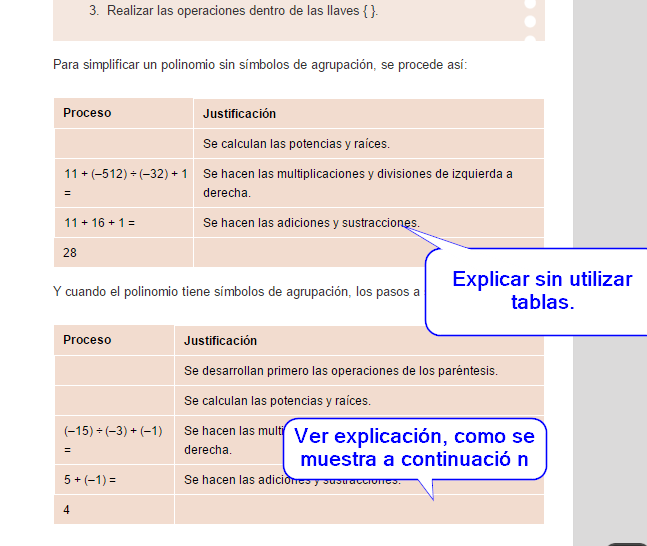 3. Realizar las operaciones dentro de las llaves { }.
Para simplificar un polinomio sin símbolos de agrupación, se procede así:
Proceso Justificación
Se calculan las potencias y raíces.
11 + (–512) ÷ (–32) + 1 Se hacen las multiplicaciones y divisiones de izquierda a
= derecha.
11 + 16 + 1 = Se hacen las adiciones y sustracciones.
28
Explicar sin utilizar
tablas.
Y cuando el polinomio tiene símbolos de agrupación, los pasos a
Proceso Justificación
Se desarrollan primero las operaciones de los paréntesis.
Se calculan las potencias y raíces.
(–15) ÷ (–3) + (–1) Se hacen las
= derecha.
Ver explicación, como se
muestra a continuació n
5 + (–1) = Se hacen las adiciones y sustracciones.
4